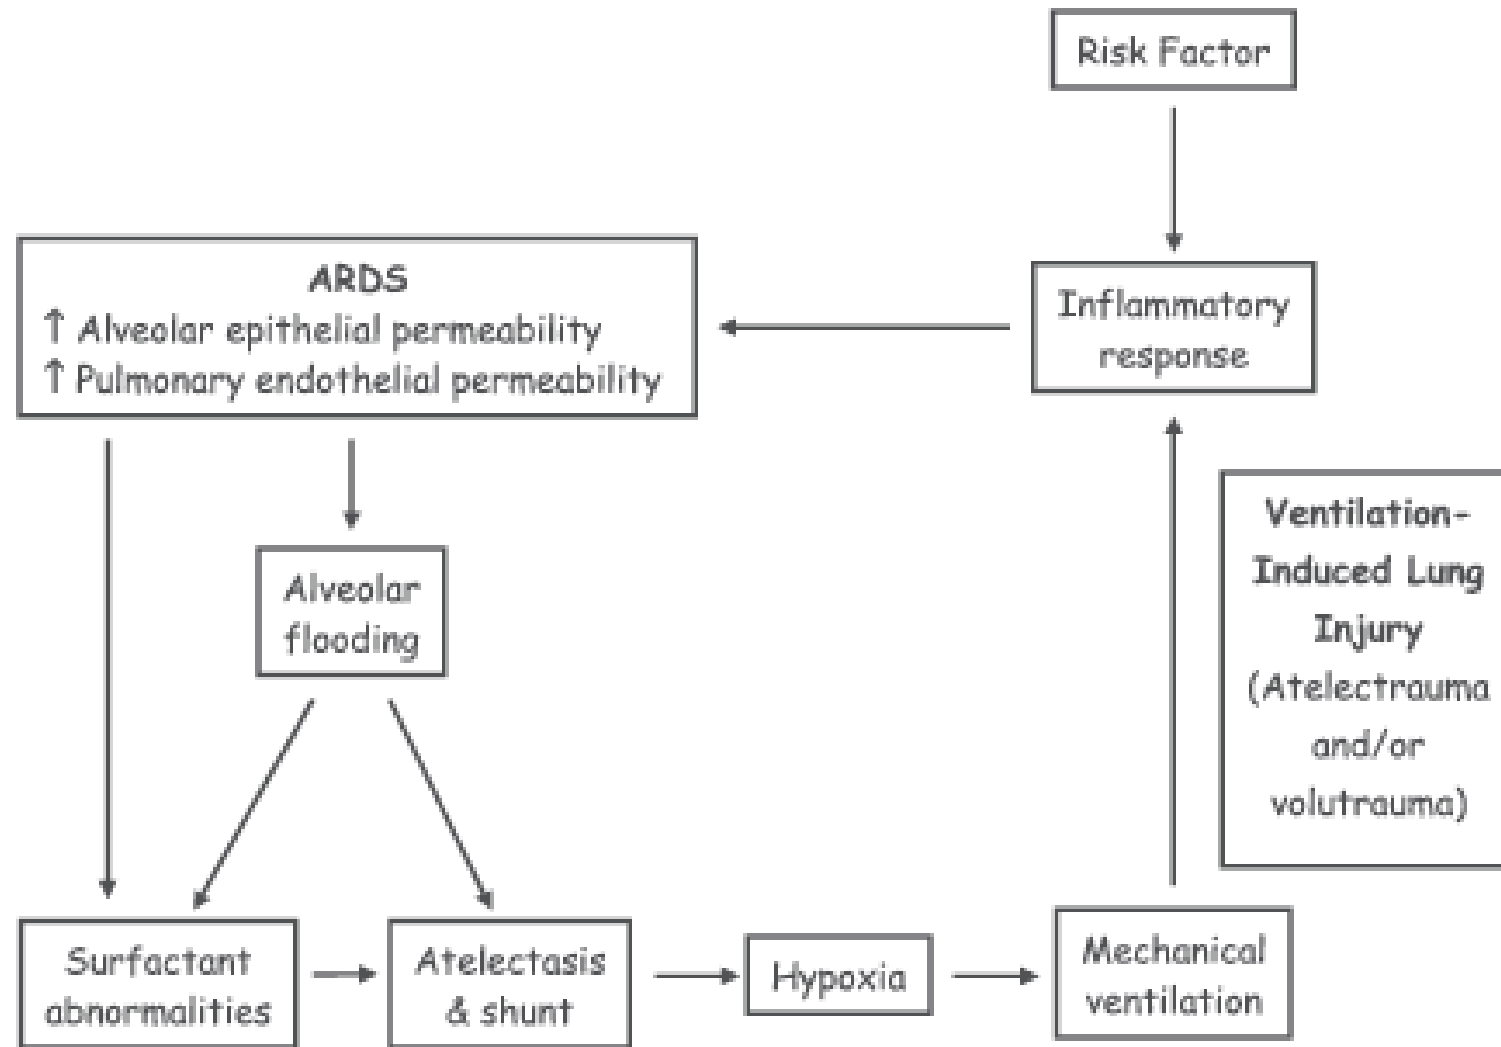 Risk Factor
ARDS
↑ Alveolar epithelial permeability
↑ Pulmonary endothelial permeability
Inflammatory
response
Alveolar
flooding
Ventilation-
Induced Lung
Injury
(Atelectrauma
and/or
volutrauma)
Surfactant
abnormalities
Atelectasis
& shunt
Hypoxia
Mechanical
ventilation